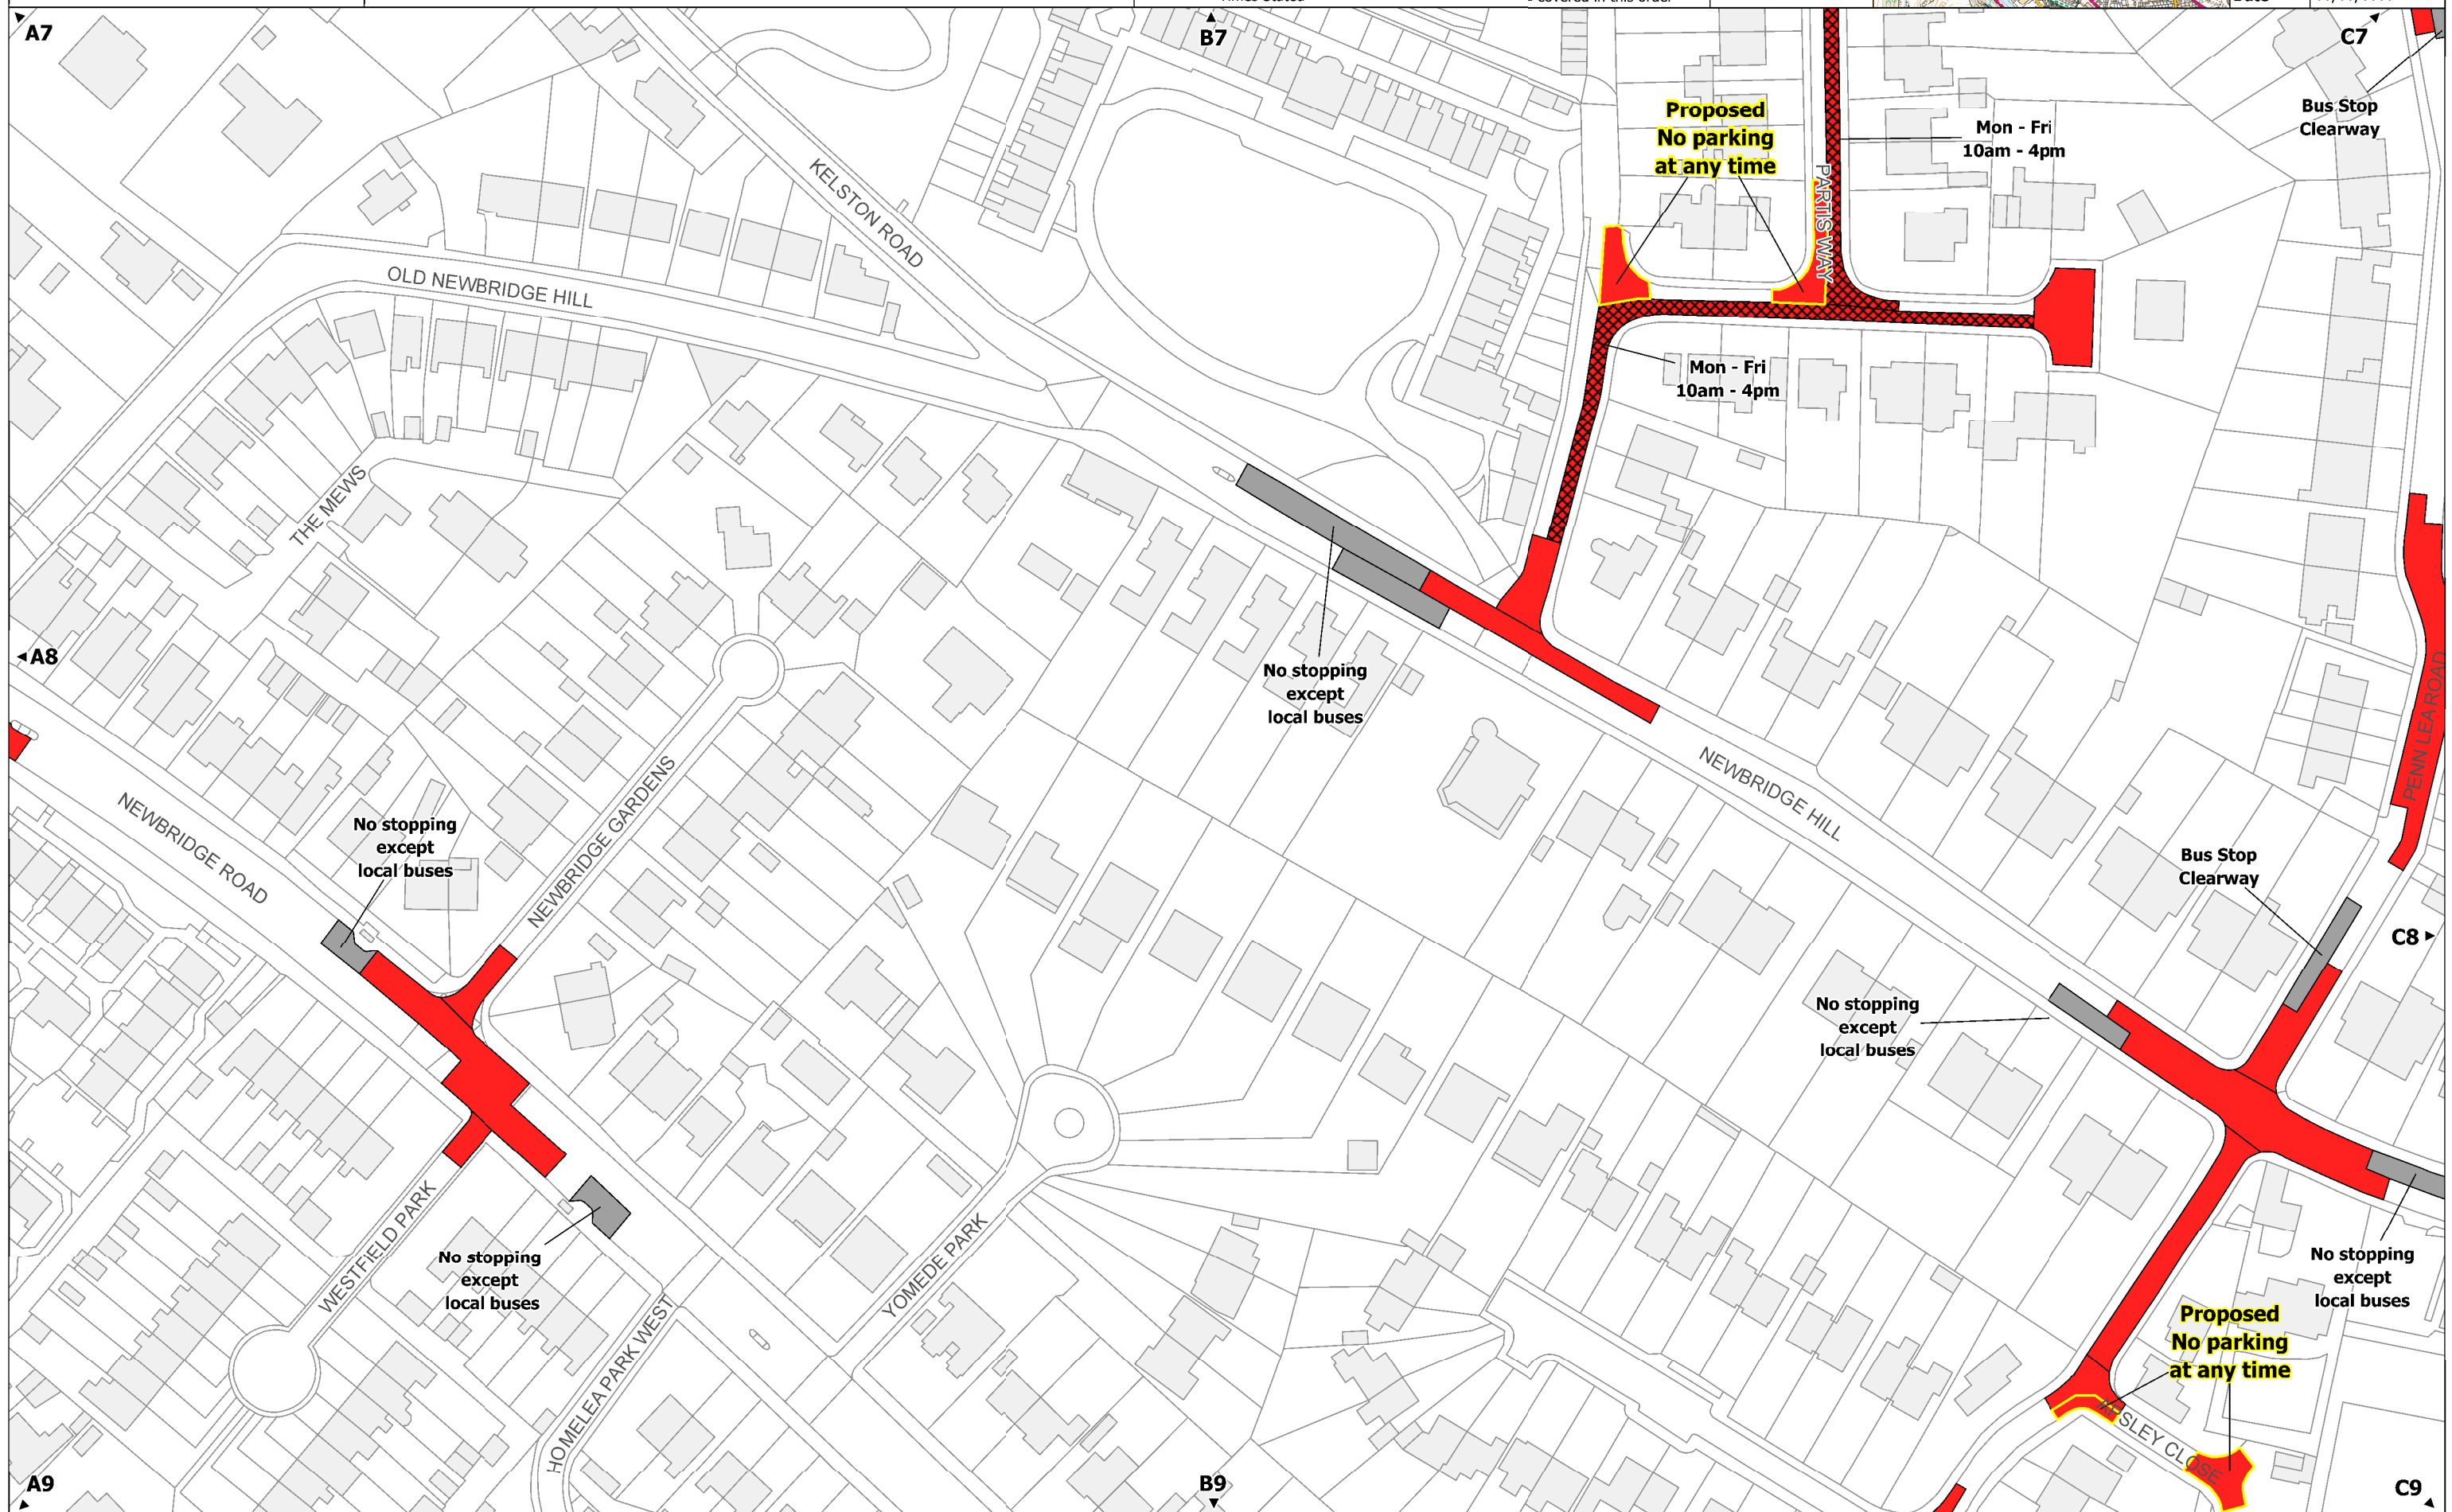 A7
B7
C7
Bus Stop
Clearway
Proposed
No parking
at any time
Mon - Fri
10am - 4pm
PARTIS WAY
KELSTON ROAD
OLD NEWBRIDGE HILL
Mon - Fri
10am - 4pm
THE MEWS
A8
No stopping
except
local buses
PENN LEA ROAD
NEWBRIDGE HILL
NEWBRIDGE ROAD
No stopping
except
local buses
NEWBRIDGE GARDENS
Bus Stop
Clearway
C8
No stopping
except
local buses
WESTFIELD PARK
No stopping
except
local buses
YOMEDE PARK
HOMELEA PARK WEST
No stopping
except
local buses
Proposed
No parking
at any time
SLEY CLOSE
A9
B9
C9